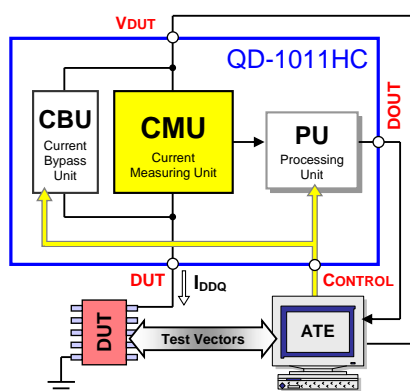 VDUT
QD-1011HC
CBU
Current
Bypass
Unit
CMU
Current
Measuring Unit
PU
Processing
Unit
DOUT
DUT
IDDQ
CONTROL
DUT
Test Vectors
ATE